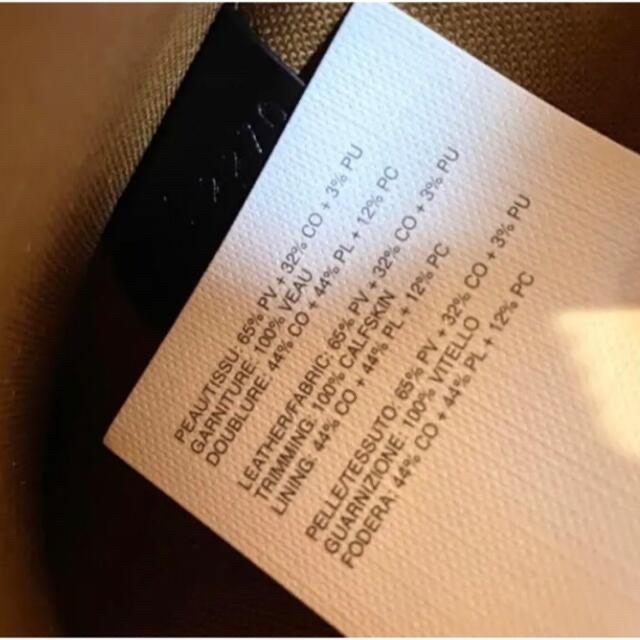 PEAU/TISSU: 65% PV + 32% CO + 3% PU
GARNITURE: 100% VEAU
DOUBLURE: 44% CO + 44% PL + 12% PC
LEATHER/FABRIC: 65% PV + 32% CO + 3% PU
TRIMMING: 100% CALFSKIN
LINING: 44% CO + 44% PL + 12% PC
PELLE/TESSUTO: 65% PV + 32% CO + 3% PU
GUARNIZIONE: 100% VITELLO
FODERA: 44% CO + 44% PL + 12% PC